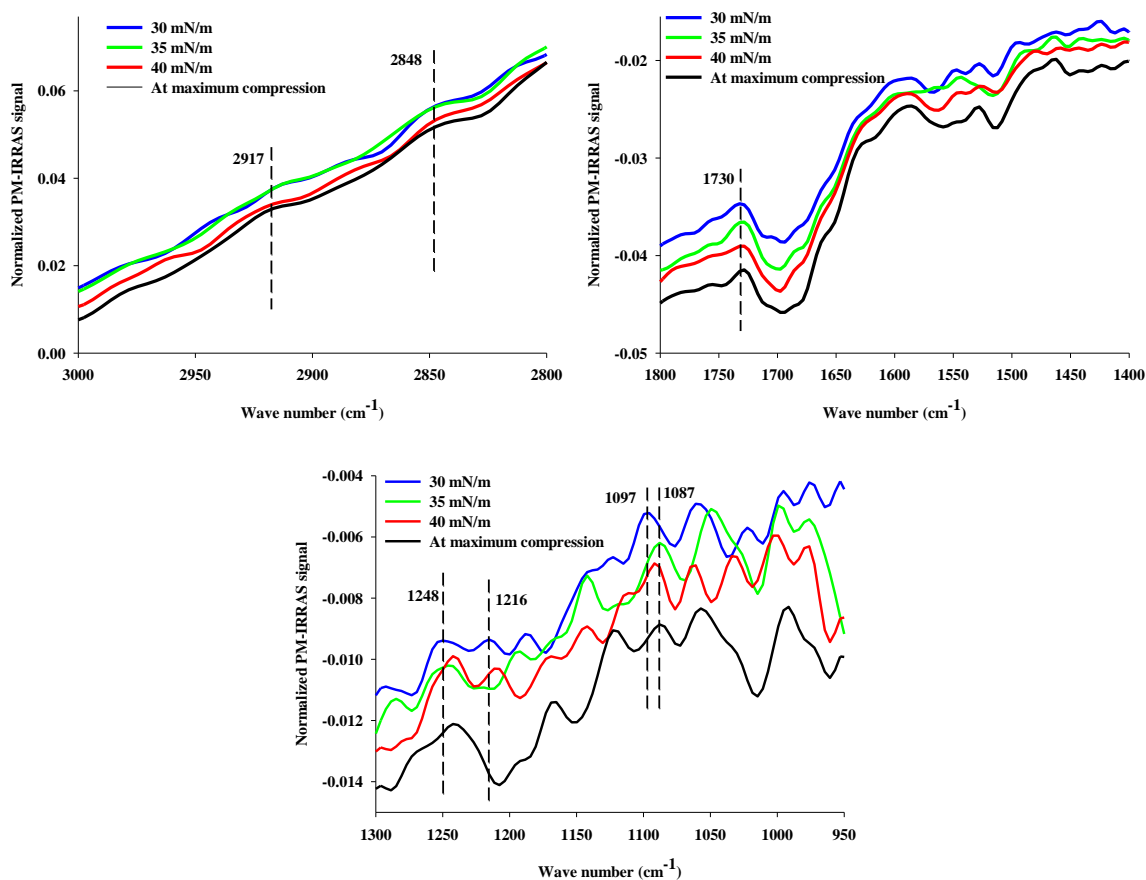 30 mN/m
35 mN/m
40 mN/m
At maximum compression
2917
2848
Normalized PM-IRRAS signal
0.06
0.04
0.02
0.00
3000
2950
2900
2850
2800
Wave number (cm-1)
30 mN/m
35 mN/m
40 mN/m
At maximum compression
1730
Normalized PM-IRRAS signal
-0.02
-0.03
-0.04
-0.05
1800
1750
1700
1650
1600
1550
1500
1450
1400
Wave number (cm-1)
30 mN/m
35 mN/m
40 mN/m
At maximum compression
1248
1216
1097
1087
Normalized PM-IRRAS signal
-0.004
-0.006
-0.008
-0.010
-0.012
-0.014
1300
1250
1200
1150
1100
1050
1000
950
Wave number (cm-1)